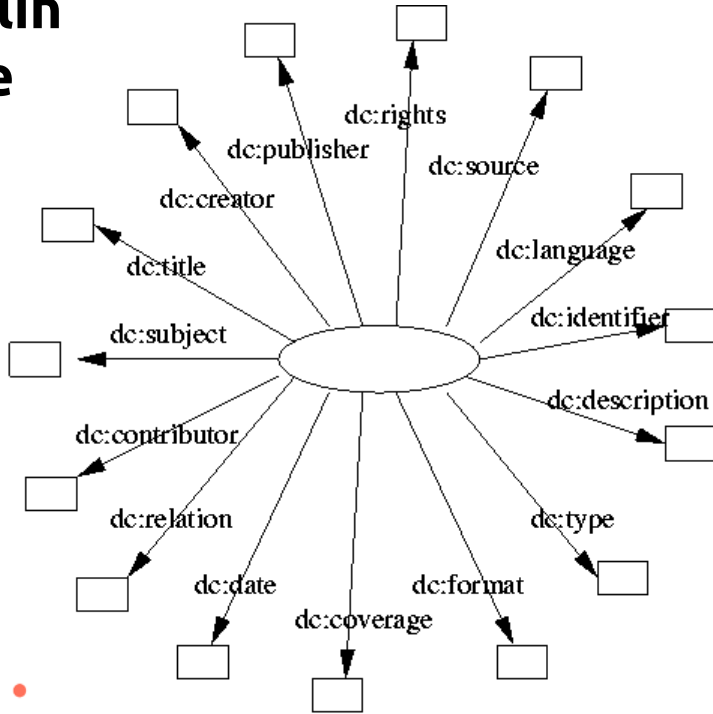 lin
e
dc:rights
dc:publisher
dc:source
dc:creator
dc:language
dc:title
dc:identifier
dc:subject
dc:description
dc:contributor
dc:relation
dc:type
dc:date
dc:format
dc:coverage